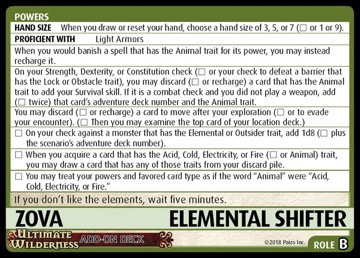 POWERS
HAND SIZE When you draw or reset your hand, choose a hand size of 3, 5, or 7 (☐ or 1 or 9).
PROFICIENT WITH Light Armors
When you would banish a spell that has the Animal trait for its power, you may instead
recharge it.
On your Strength, Dexterity, or Constitution check (☐ or your check to defeat a barrier that
has the Lock or Obstacle trait), you may discard (☐ or recharge) a card that has the Animal
trait to add your Survival skill. If it is a combat check and you did not play a weapon, add
(☐ twice) that card's adventure deck number and the Animal trait.
You may discard (☐ or recharge) a card to move after your exploration (☐ or to evade
your encounter). (☐ Then you may examine the top card of your location deck.)
☐ On your check against a monster that has the Elemental or Outsider trait, add 1d8 (☐ plus
the scenario's adventure deck number).
☐ When you acquire a card that has the Acid, Cold, Electricity, or Fire (☐ or Animal) trait,
you may draw a card that has any of those traits from your discard pile.
☐ You may treat your powers and favored card type as if the word "Animal" were "Acid,
Cold, Electricity, or Fire."
If you don't like the elements, wait five minutes.
ZOVA ELEMENTAL SHIFTER
ULTIMATE WILDERNESS ADD-ON DECK
©2018 Paizo Inc. ROLE B